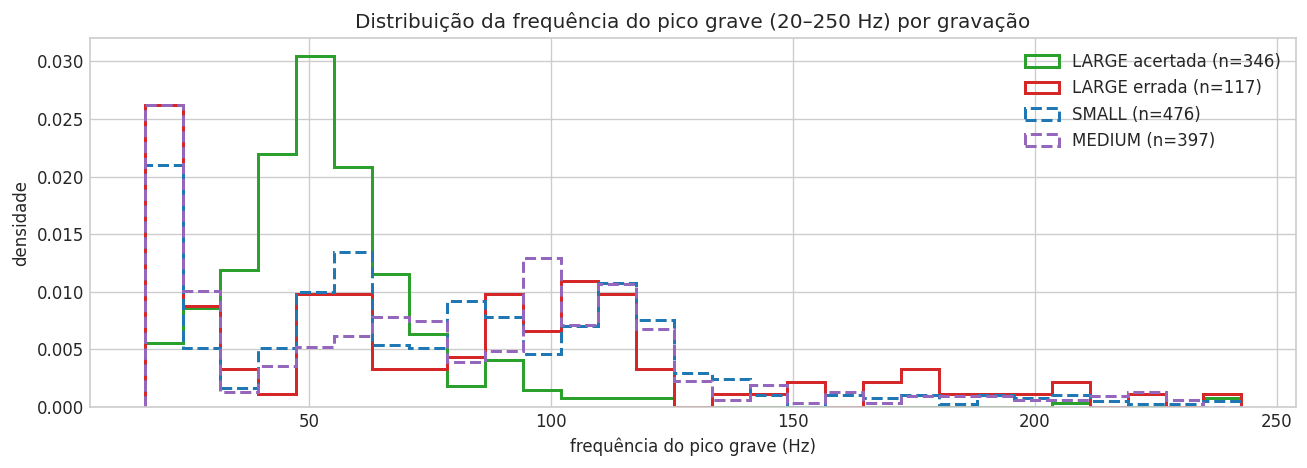 Distribuição da frequência do pico grave (20–250 Hz) por gravação
LARGE acertada (n=346)
LARGE errada (n=117)
SMALL (n=476)
MEDIUM (n=397)
densidade
0.030
0.025
0.020
0.015
0.010
0.005
0.000
50
100
150
200
250
frequência do pico grave (Hz)